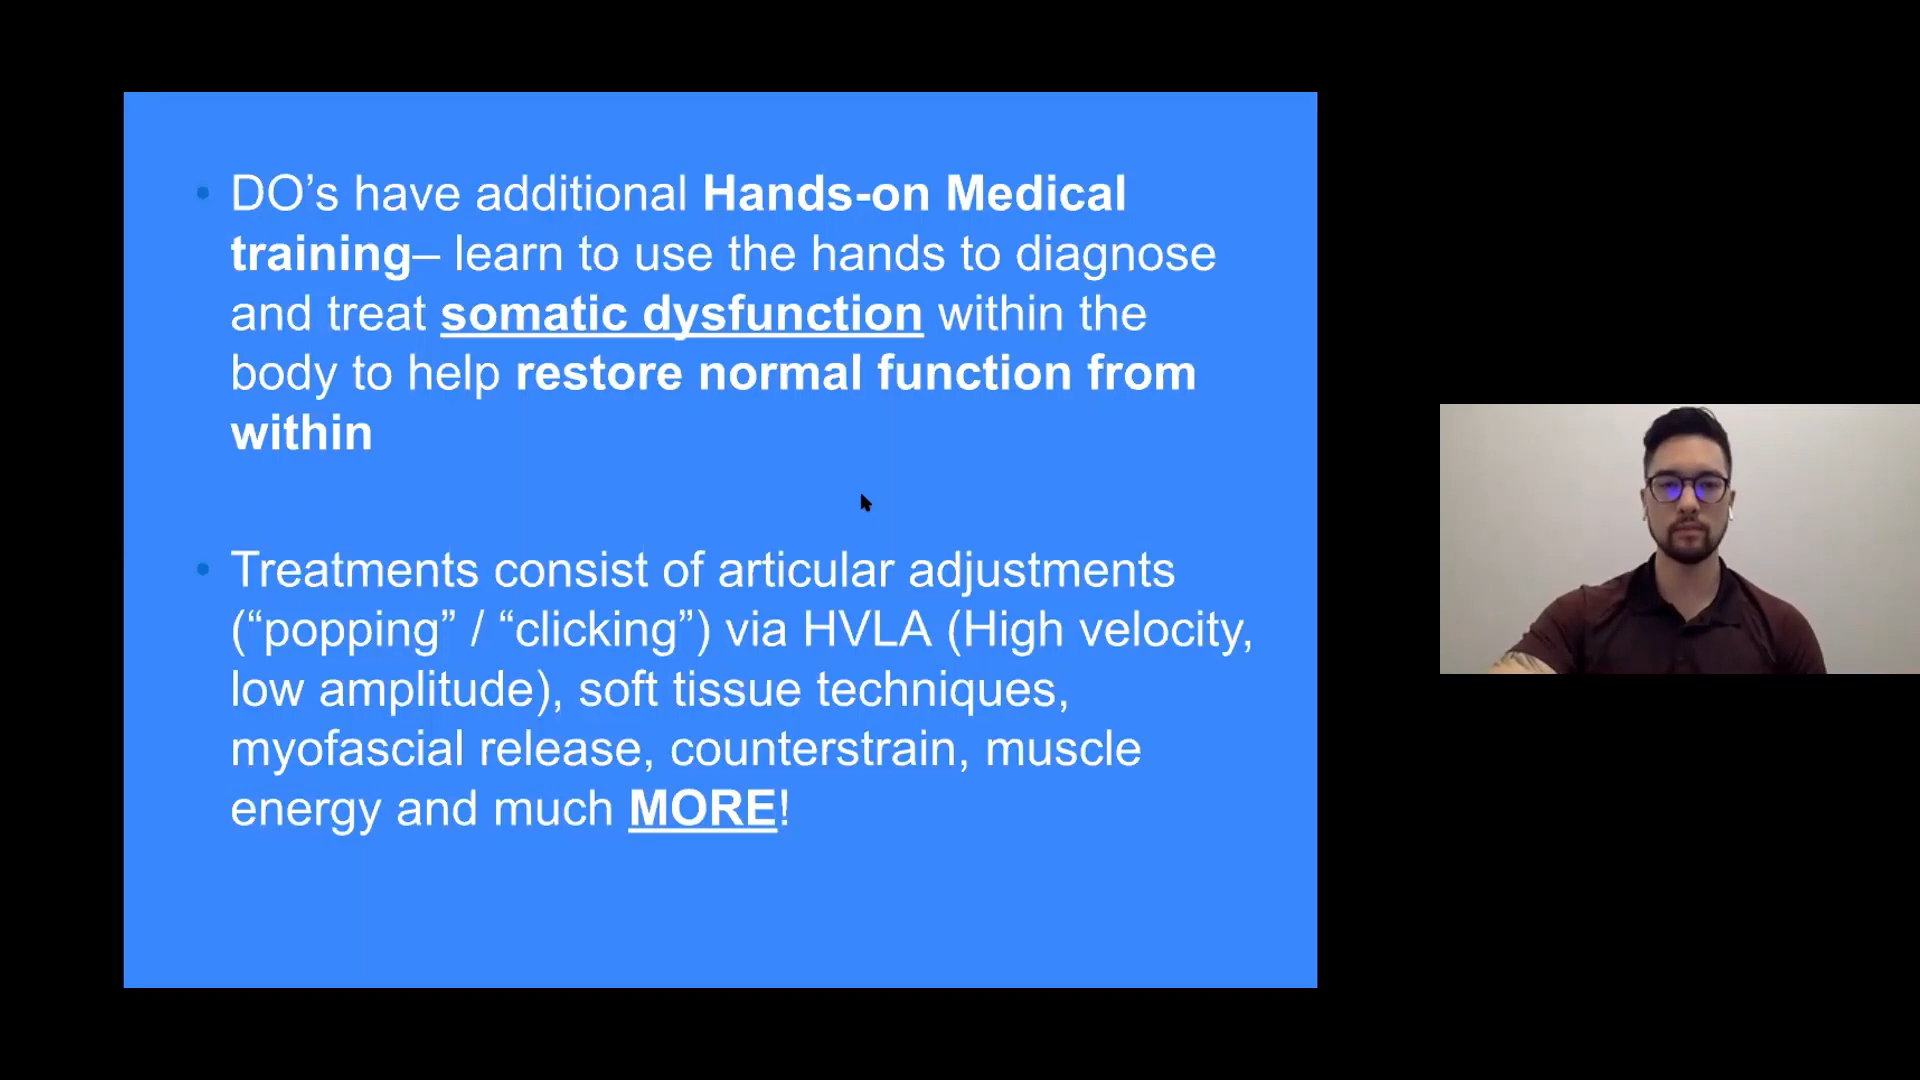 DO’s have additional Hands-on Medical
training– learn to use the hands to diagnose
and treat somatic dysfunction within the
body to help restore normal function from
within
Treatments consist of articular adjustments
(“popping” / “clicking”) via HVLA (High velocity,
low amplitude), soft tissue techniques,
myofascial release, counterstrain, muscle
energy and much MORE!